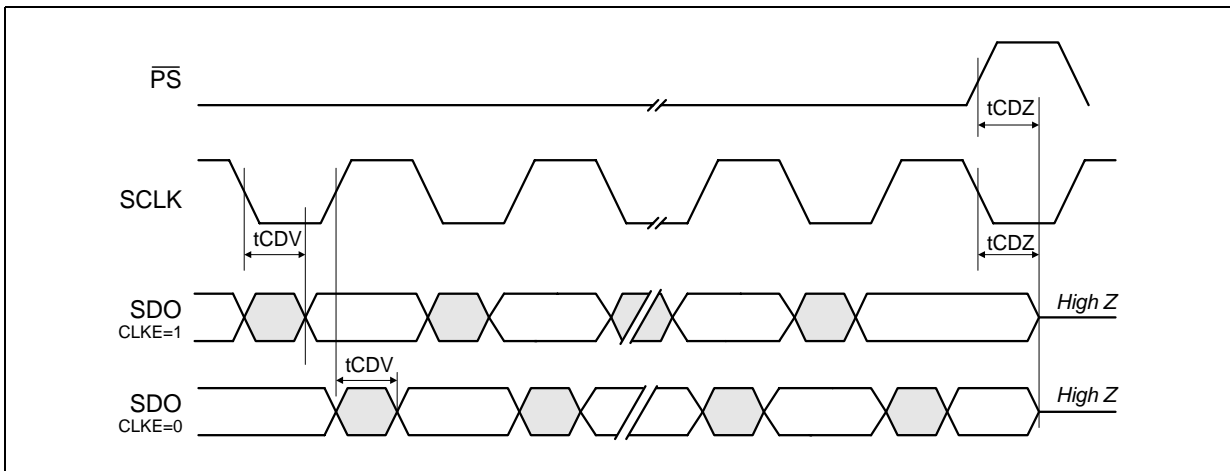 PS
tCDZ
SCLK
tCDV
tCDZ
SDO
CLKE=1
High Z
tCDV
SDO
CLKE=0
High Z